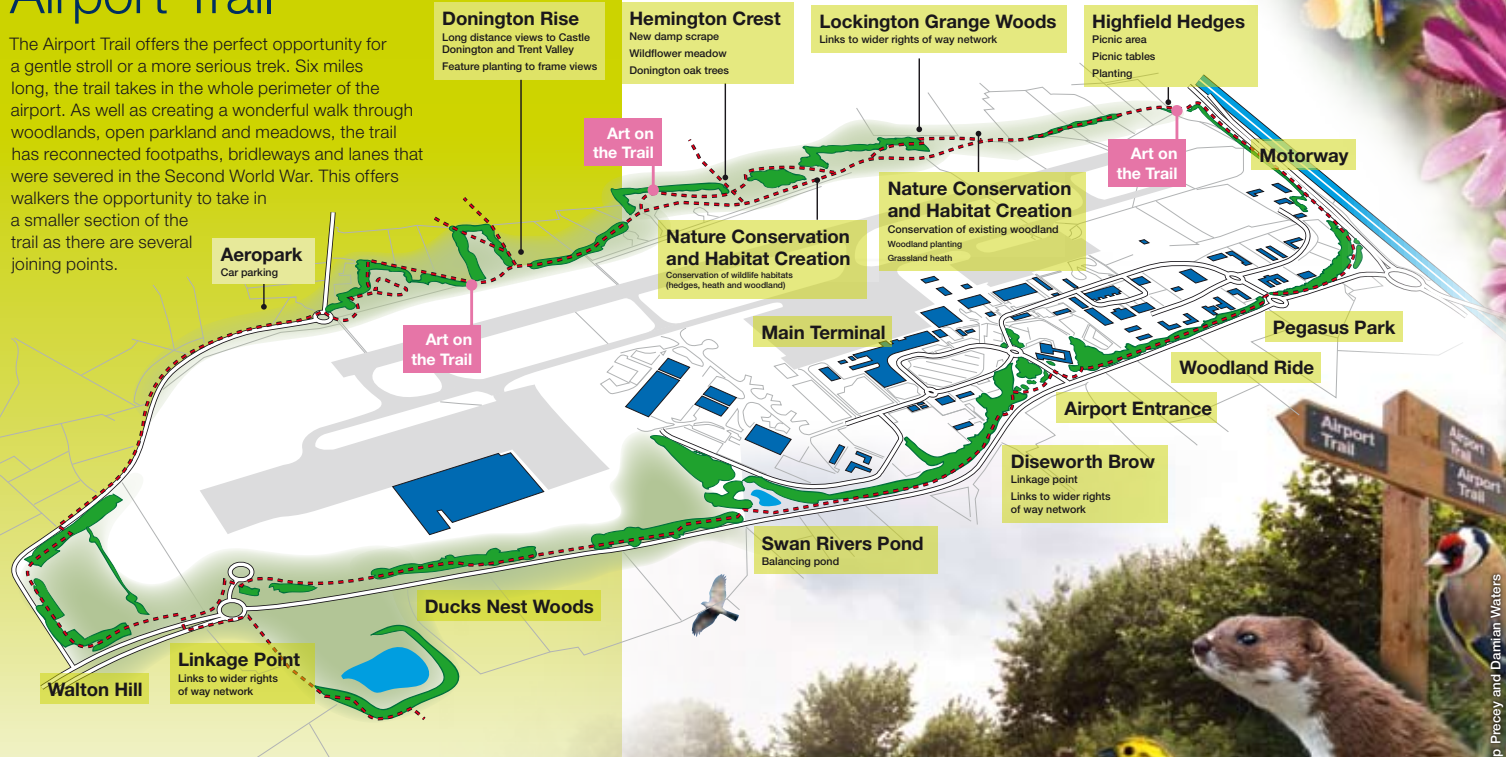 Airport Trail
The Airport Trail offers the perfect opportunity for
a gentle stroll or a more serious trek. Six miles
long, the trail takes in the whole perimeter of the
airport. As well as creating a wonderful walk through
woodlands, open parkland and meadows, the trail
has reconnected footpaths, bridleways and lanes that
were severed in the Second World War. This offers
walkers the opportunity to take in
a smaller section of the
trail as there are several
joining points.
Donington Rise
Long distance views to Castle
Donington and Trent Valley
Feature planting to frame views
Hemington Crest
New damp scrape
Wildflower meadow
Donington oak trees
Lockington Grange Woods
Links to wider rights of way network
Highfield Hedges
Picnic area
Picnic tables
Planting
Art on
the Trail
Art on
the Trail
Motorway
Nature Conservation
and Habitat Creation
Conservation of existing woodland
Woodland planting
Grassland heath
Nature Conservation
and Habitat Creation
Conservation of wildlife habitats
(hedges, heath and woodland)
Aeropark
Car parking
Art on
the Trail
Main Terminal
Pegasus Park
Woodland Ride
Airport Entrance
Diseworth Brow
Linkage point
Links to wider rights
of way network
Swan Rivers Pond
Balancing pond
Ducks Nest Woods
Linkage Point
Links to wider rights
of way network
Walton Hill
Airport
Trail
Airport
Trail
Airport
Trail
Precey and Damian Waters